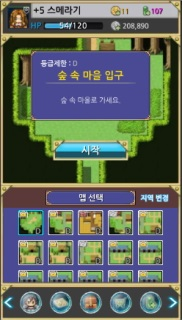 +5 스메라기
11
107
HP 54/120
208,890
등급제한 : 0
숲 속 마을 입구
숲 속 마을로 가세요.
시작
맵 선택
지역 변경